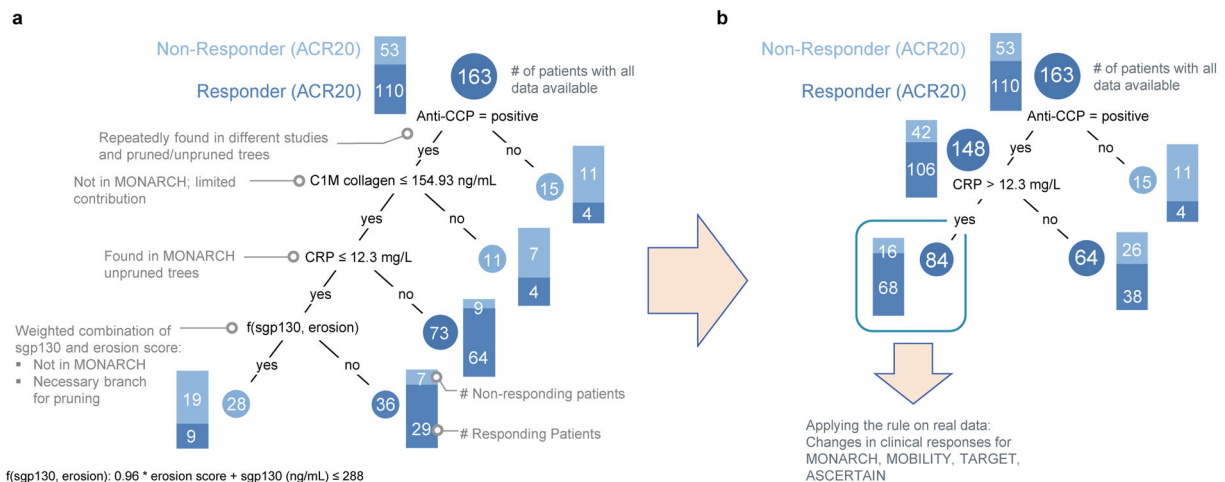 a
Non-Responder (ACR20)
53
163
# of patients with all
data available
Responder (ACR20)
110
Anti-CCP = positive
Repeatedly found in different studies
and pruned/unpruned trees
yes
no
15
11
4
Not in MONARCH; limited
contribution
C1M collagen ≤ 154.93 ng/mL
yes
no
11
7
4
Found in MONARCH
unpruned trees
CRP ≤ 12.3 mg/L
yes
no
73
9
64
Weighted combination of
sgp130 and erosion score:
▪ Not in MONARCH
▪ Necessary branch
for pruning
f(sgp130, erosion)
yes
no
19
9
28
36
7
29
# Non-responding patients
# Responding Patients
f(sgp130, erosion): 0.96 * erosion score + sgp130 (ng/mL) ≤ 288
b
Non-Responder (ACR20)
53
163
# of patients with all
data available
Responder (ACR20)
110
Anti-CCP = positive
42
106
148
yes
no
15
11
4
CRP > 12.3 mg/L
yes
no
16
68
84
64
26
38
Applying the rule on real data:
Changes in clinical responses for
MONARCH, MOBILITY, TARGET,
ASCERTAIN